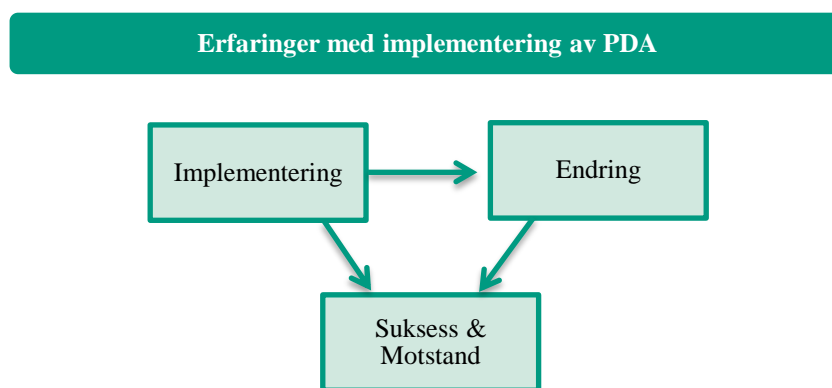 Erfaringer med implementering av PDA
Implementering
Endring
Suksess &
Motstand